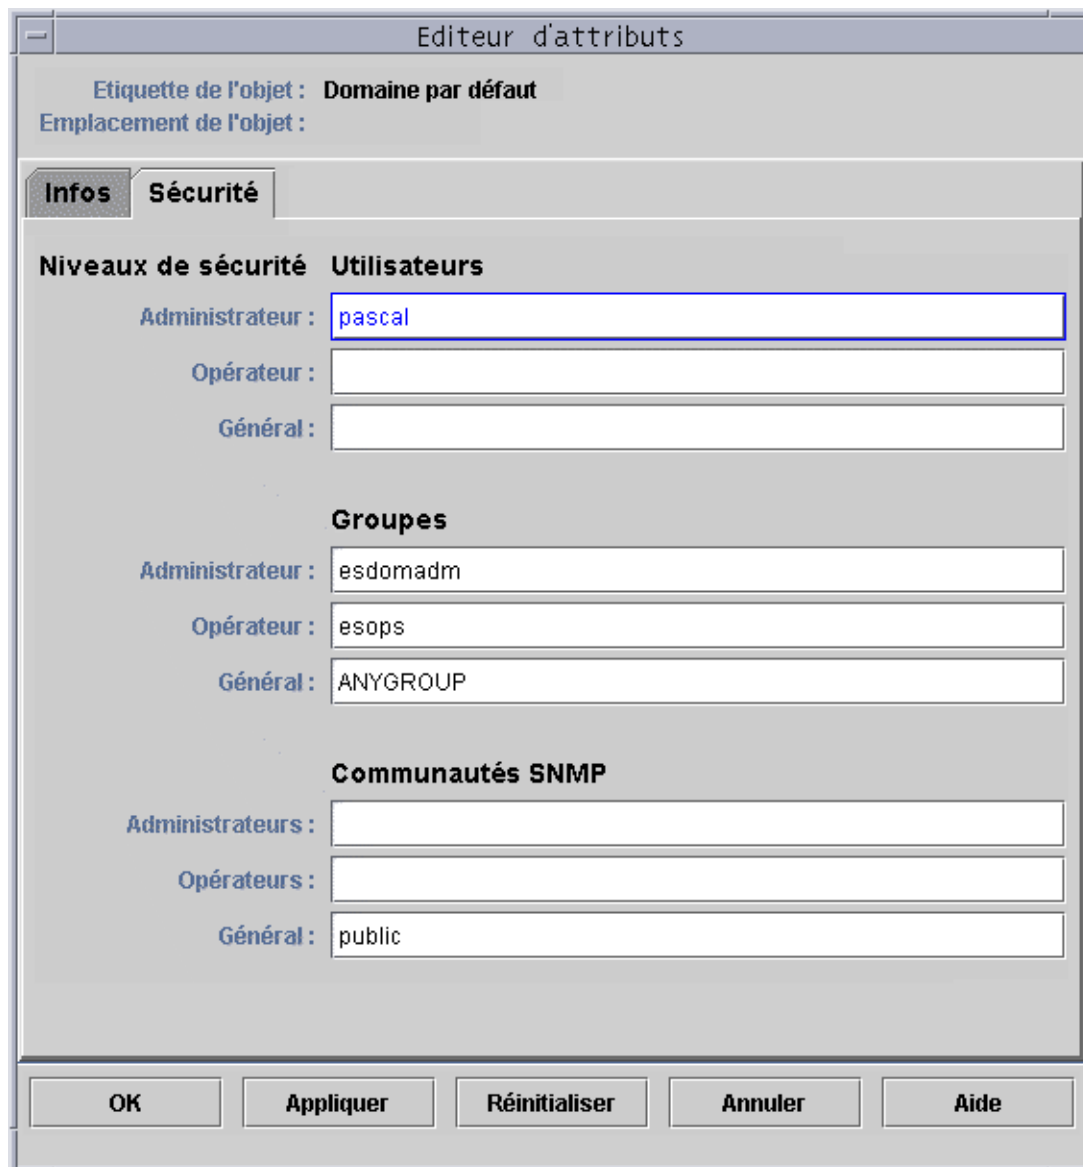 Editeur d'attributs
Etiquette de l'objet : Domaine par défaut
Emplacement de l'objet :
Infos Sécurité
Niveaux de sécurité Utilisateurs
Administrateur : pascal
Opérateur :
Général :
Groupes
Administrateur : esdomadm
Opérateur : esops
Général : ANYGROUP
Communautés SNMP
Administrateurs :
Opérateurs :
Général : public
OK Appliquer Réinitialiser Annuler Aide